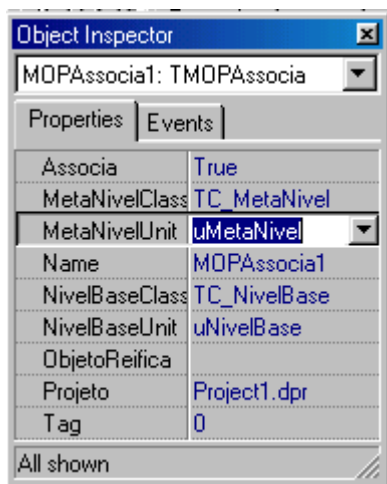 Object Inspector
MOPAssocia1: TMOPAssocia
Properties Events
Associa True
MetaNivelClass TC_MetaNivel
MetaNivelUnit uMetaNivel
Name MOPAssocia1
NivelBaseClass TC_NivelBase
NivelBaseUnit uNivelBase
ObjetoReifica
Projeto Project1.dpr
Tag 0
All shown